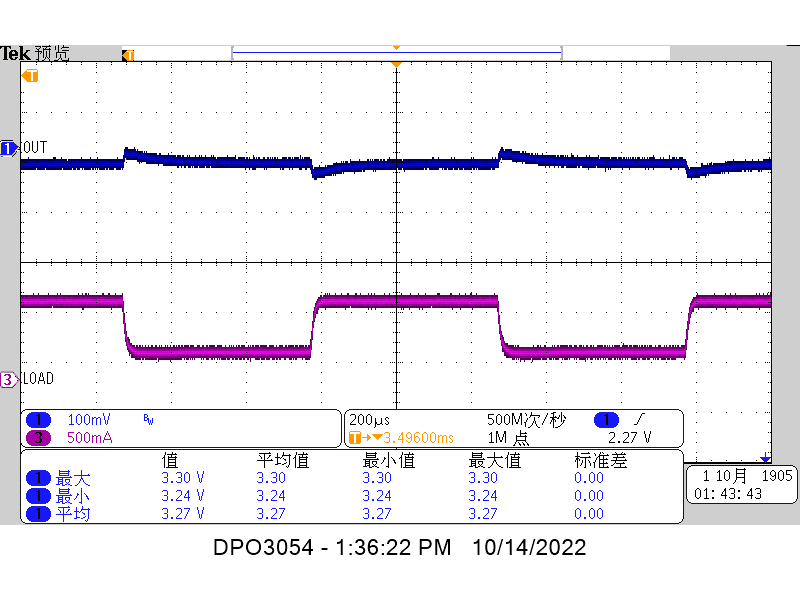 Tek 预览
T
T
1 OUT
3 LOAD
1 100mV BW
3 500mA
200µs 500M次/秒 1
T→▼3.49600ms 1M 点 2.27 V
值 平均值 最小值 最大值 标准差
1 最大 3.30 V 3.30 3.30 3.30 0.00
1 最小 3.24 V 3.24 3.24 3.24 0.00
1 平均 3.27 V 3.27 3.27 3.27 0.00
1 10月 1905
01:43:43
DPO3054 - 1:36:22 PM 10/14/2022